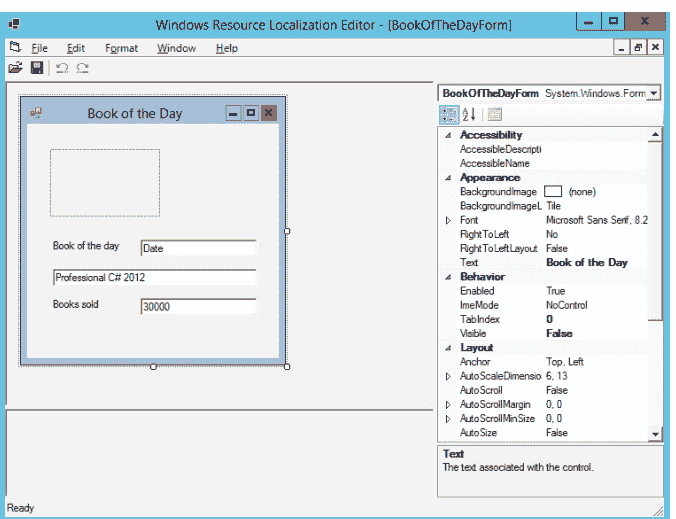 Windows Resource Localization Editor - [BookOfTheDayForm]
File Edit Format Window Help
Book of the Day
Book of the day Date
Professional C# 2012
Books sold 30000
BookOfTheDayForm System.Windows.Form
Accessibility
AccessibleDescripti
AccessibleName
Appearance
BackgroundImage (none)
BackgroundImageL Tile
Font Microsoft Sans Serif, 8.2
RightToLeft No
RightToLeftLayout False
Text Book of the Day
Behavior
Enabled True
ImeMode NoControl
TabIndex 0
Visible False
Layout
Anchor Top, Left
AutoScaleDimensio 6, 13
AutoScroll False
AutoScrollMargin 0, 0
AutoScrollMinSize 0, 0
AutoSize False
Text
The text associated with the control.
Ready